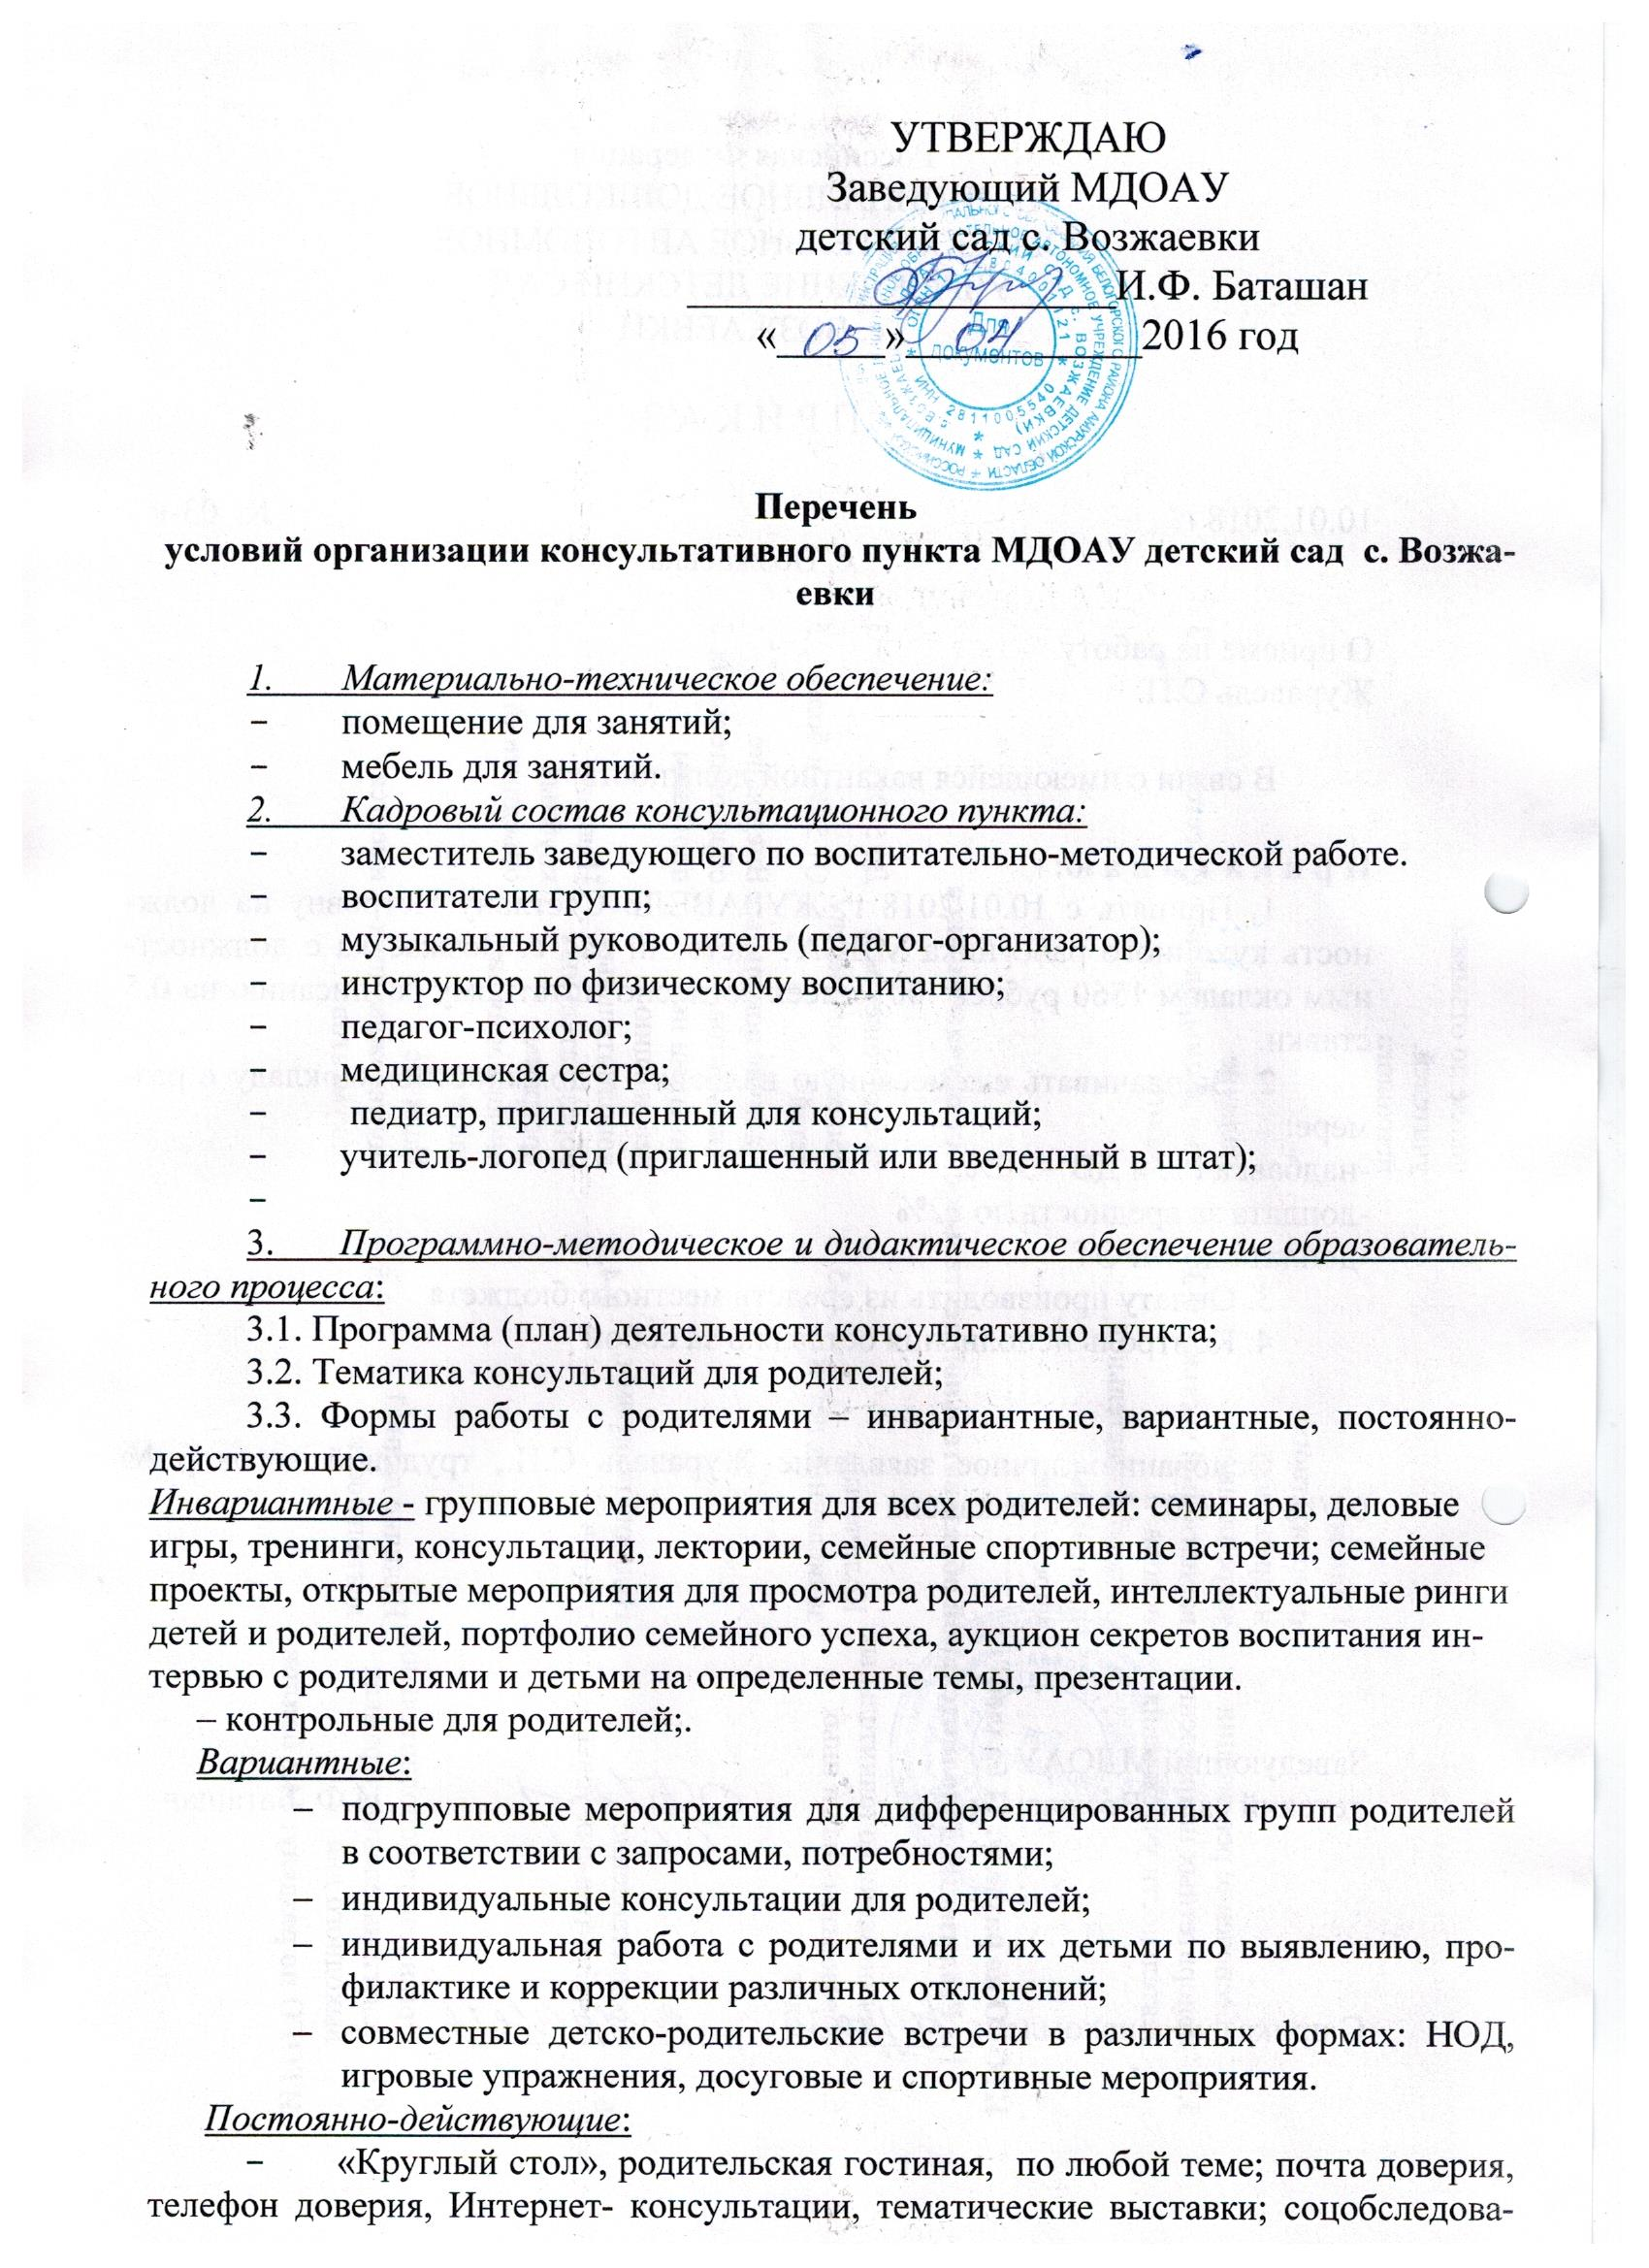 УТВЕРЖДАЮ
Заведующий МДОАУ
детский сад с. Возжаевки
И.Ф. Баташан
«05» 04 2016 год
Для
документов
ИНН 2811005540
Перечень
условий организации консультативного пункта МДОАУ детский сад с. Возжа-
евки
1. Материально-техническое обеспечение:
− помещение для занятий;
− мебель для занятий.
2. Кадровый состав консультационного пункта:
− заместитель заведующего по воспитательно-методической работе.
− воспитатели групп;
− музыкальный руководитель (педагог-организатор);
− инструктор по физическому воспитанию;
− педагог-психолог;
− медицинская сестра;
− педиатр, приглашенный для консультаций;
− учитель-логопед (приглашенный или введенный в штат);
−
3. Программно-методическое и дидактическое обеспечение образователь-
ного процесса:
3.1. Программа (план) деятельности консультативно пункта;
3.2. Тематика консультаций для родителей;
3.3. Формы работы с родителями – инвариантные, вариантные, постоянно-
действующие.
Инвариантные - групповые мероприятия для всех родителей: семинары, деловые
игры, тренинги, консультации, лектории, семейные спортивные встречи; семейные
проекты, открытые мероприятия для просмотра родителей, интеллектуальные ринги
детей и родителей, портфолио семейного успеха, аукцион секретов воспитания ин-
тервью с родителями и детьми на определенные темы, презентации.
– контрольные для родителей;.
Вариантные:
– подгрупповые мероприятия для дифференцированных групп родителей
в соответствии с запросами, потребностями;
– индивидуальные консультации для родителей;
– индивидуальная работа с родителями и их детьми по выявлению, про-
филактике и коррекции различных отклонений;
– совместные детско-родительские встречи в различных формах: НОД,
игровые упражнения, досуговые и спортивные мероприятия.
Постоянно-действующие:
− «Круглый стол», родительская гостиная, по любой теме; почта доверия,
телефон доверия, Интернет- консультации, тематические выставки; соцобследова-